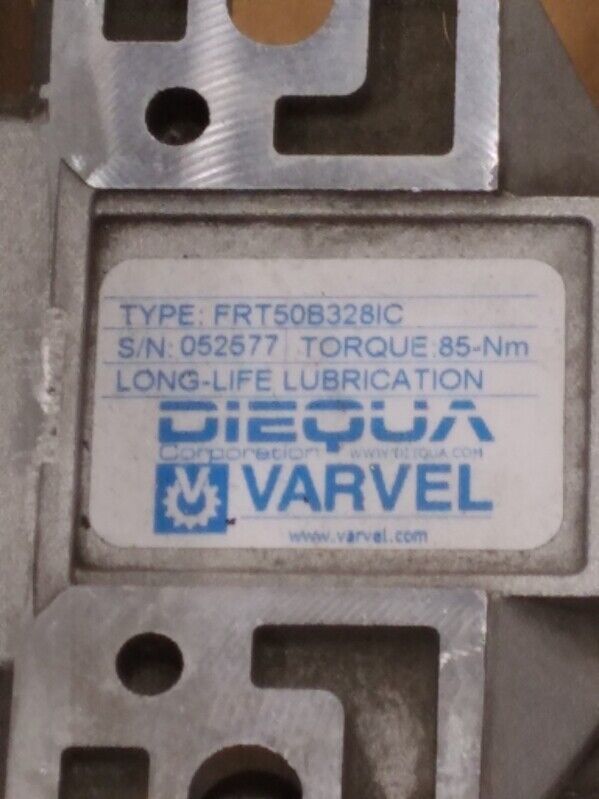 TYPE: FRT50B328IC
S/N: 052577 TORQUE:85-Nm
LONG-LIFE LUBRICATION
DIEQUA
Corporation WWW.DIEQUA.COM
VARVEL
www.varvel.com